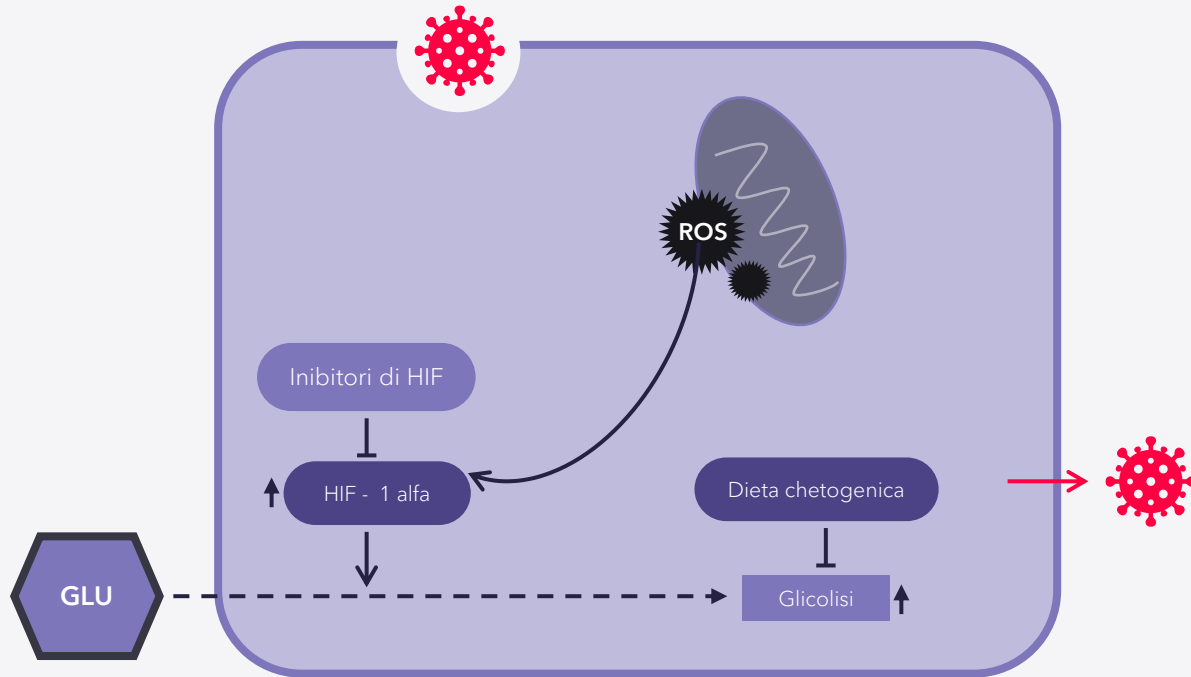 ROS
Inibitori di HIF
HIF - 1 alfa
Dieta chetogenica
GLU
Glicolisi